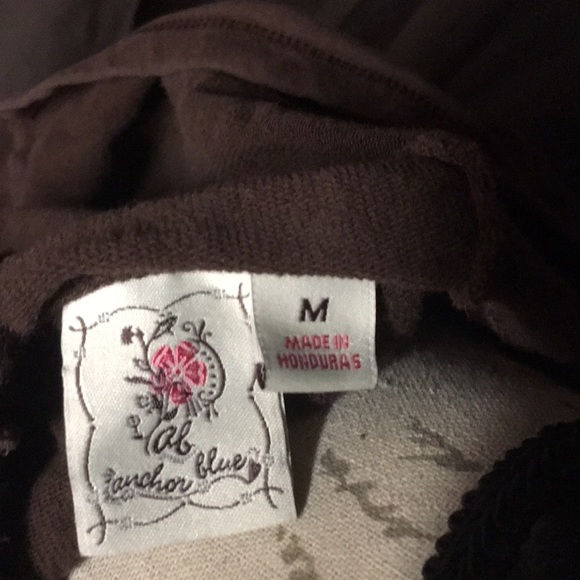 M
MADE IN
HONDURAS
ab
anchor blue